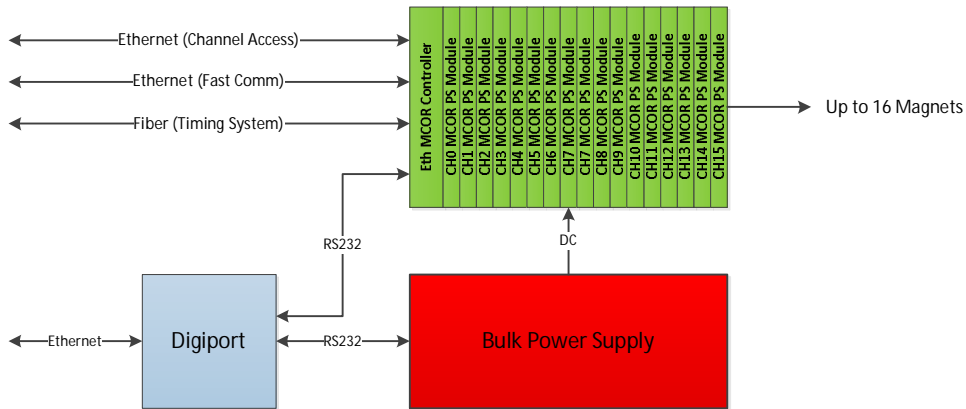 Ethernet (Channel Access)
Ethernet (Fast Comm)
Fiber (Timing System)
Eth MCOR Controller
CH0 MCOR PS Module
CH1 MCOR PS Module
CH2 MCOR PS Module
CH3 MCOR PS Module
CH4 MCOR PS Module
CH5 MCOR PS Module
CH6 MCOR PS Module
CH7 MCOR PS Module
CH7 MCOR PS Module
CH8 MCOR PS Module
CH9 MCOR PS Module
CH10 MCOR PS Module
CH11 MCOR PS Module
CH12 MCOR PS Module
CH13 MCOR PS Module
CH14 MCOR PS Module
CH15 MCOR PS Module
Up to 16 Magnets
RS232
DC
Ethernet
Digiport
RS232
Bulk Power Supply